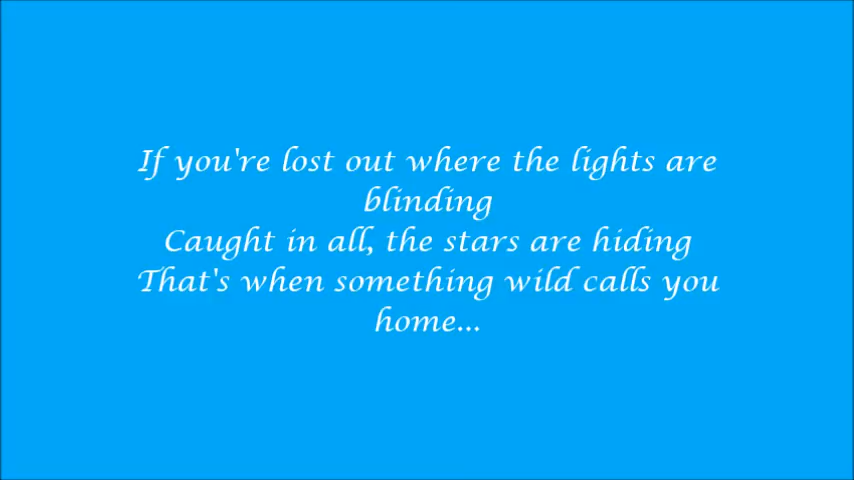 If you're lost out where the lights are
blinding
Caught in all, the stars are hiding
That's when something wild calls you
home...